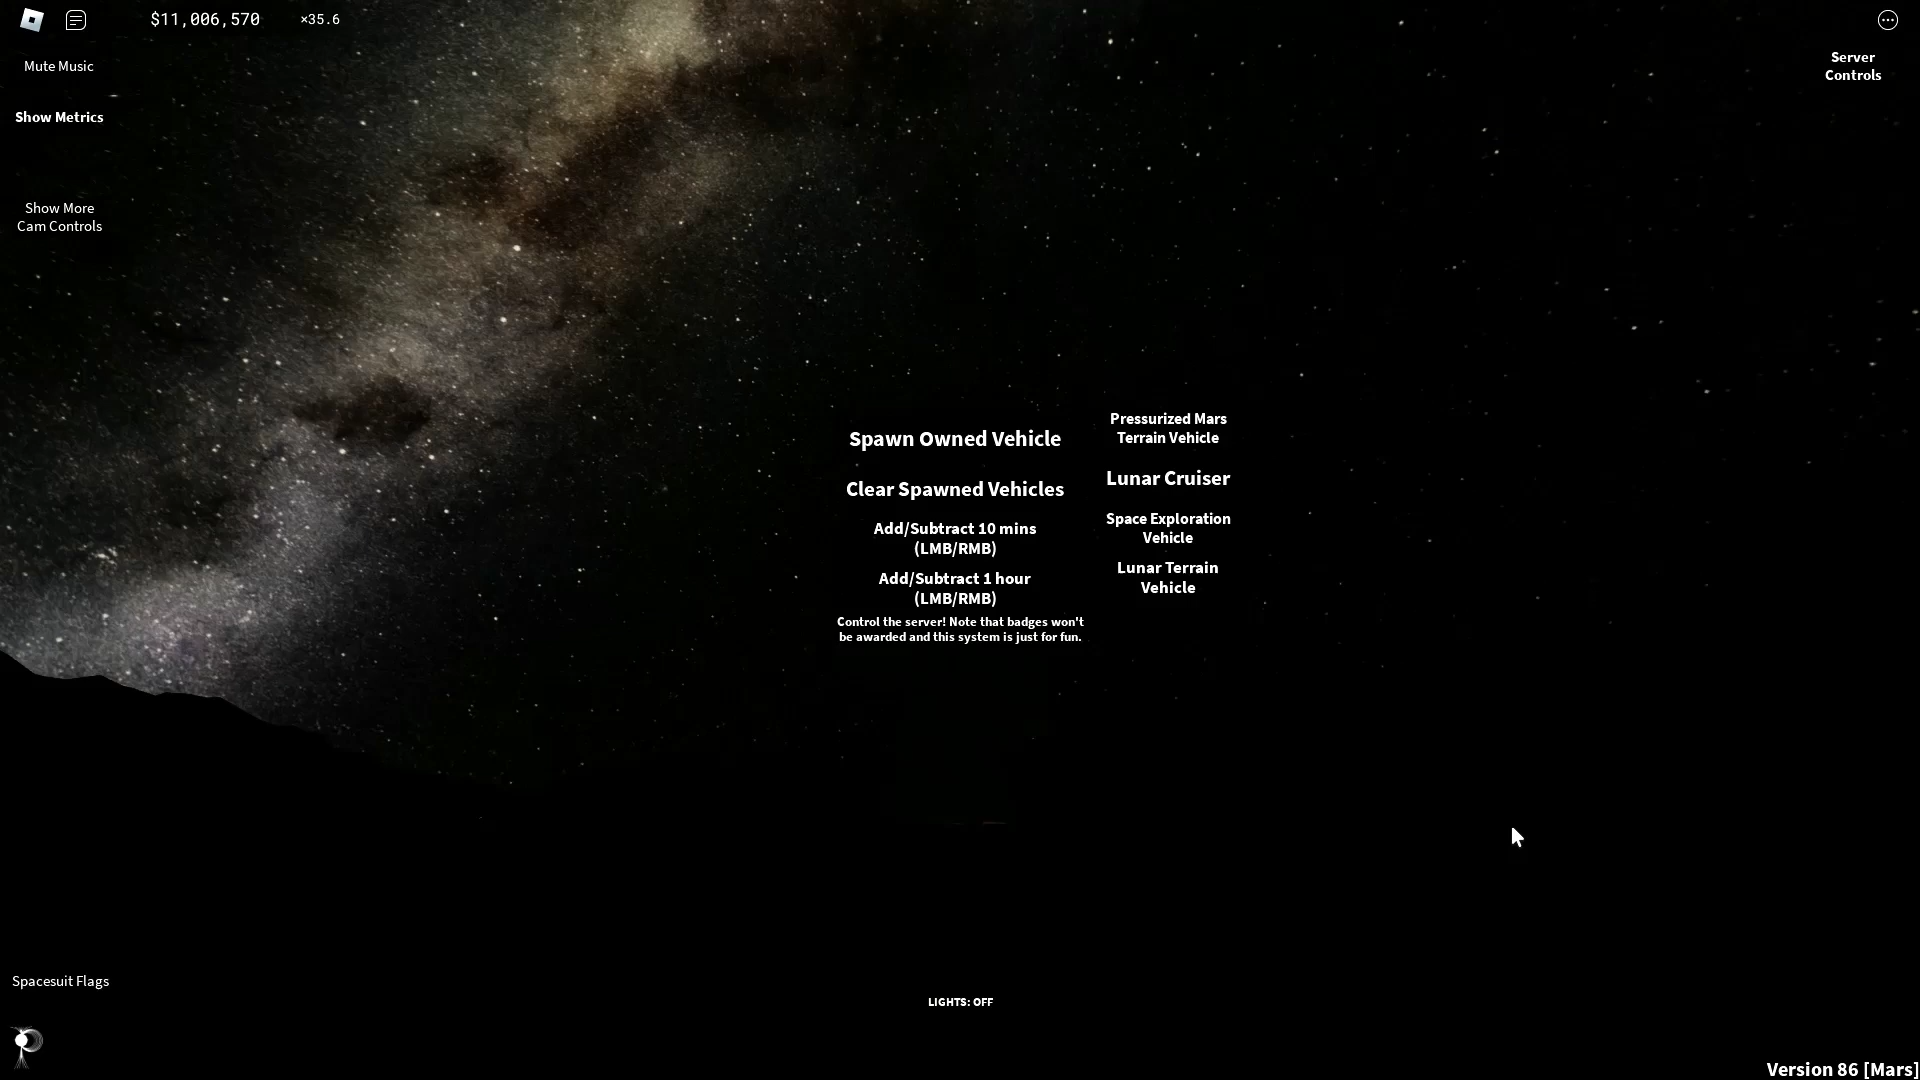 $11,006,570
×35.6
Mute Music
Server
Controls
Show Metrics
Show More
Cam Controls
Spawn Owned Vehicle
Clear Spawned Vehicles
Add/Subtract 10 mins
(LMB/RMB)
Add/Subtract 1 hour
(LMB/RMB)
Control the server! Note that badges won't
be awarded and this system is just for fun.
Pressurized Mars
Terrain Vehicle
Lunar Cruiser
Space Exploration
Vehicle
Lunar Terrain
Vehicle
Spacesuit Flags
LIGHTS: OFF
Version 86 [Mars]